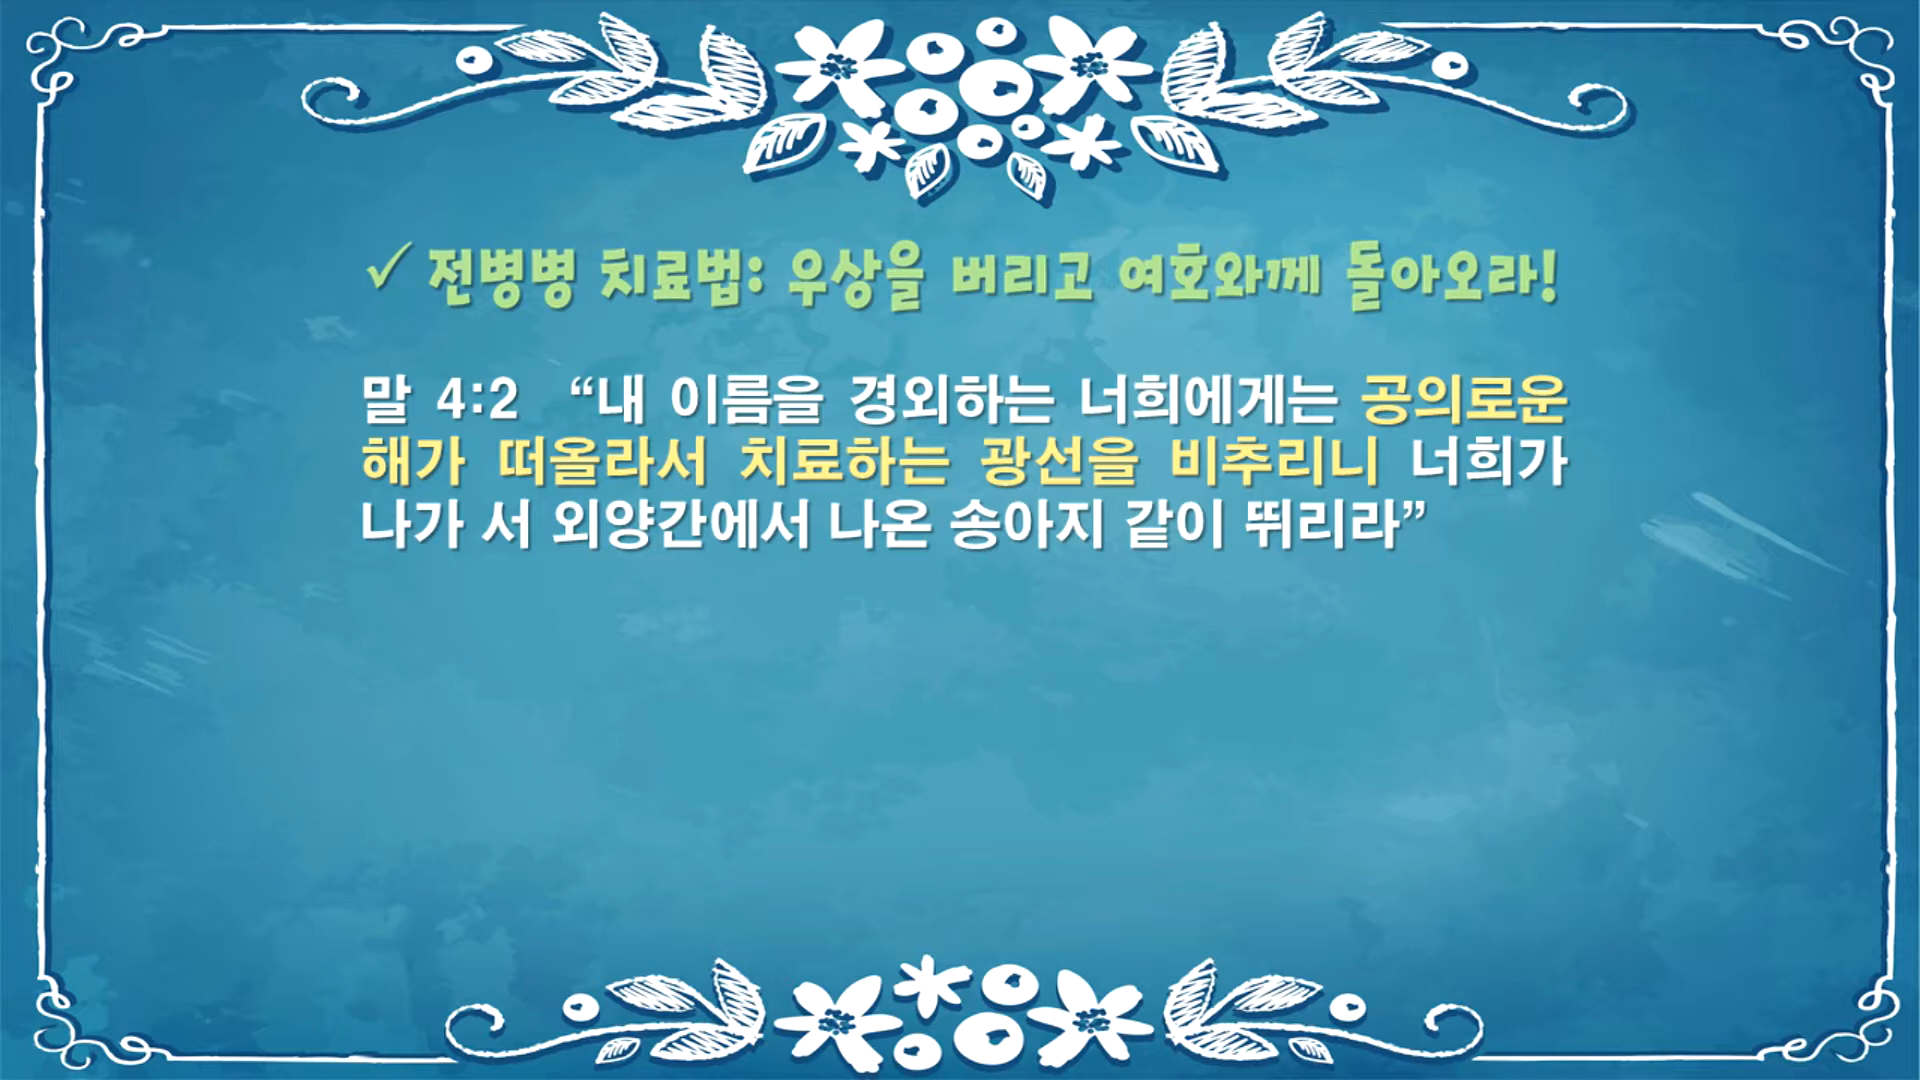 ✓ 전병병 치료법: 우상을 버리고 여호와께 돌아오라!
말 4:2 “내 이름을 경외하는 너희에게는 공의로운
해가 떠올라서 치료하는 광선을 비추리니 너희가
나가 서 외양간에서 나온 송아지 같이 뛰리라”